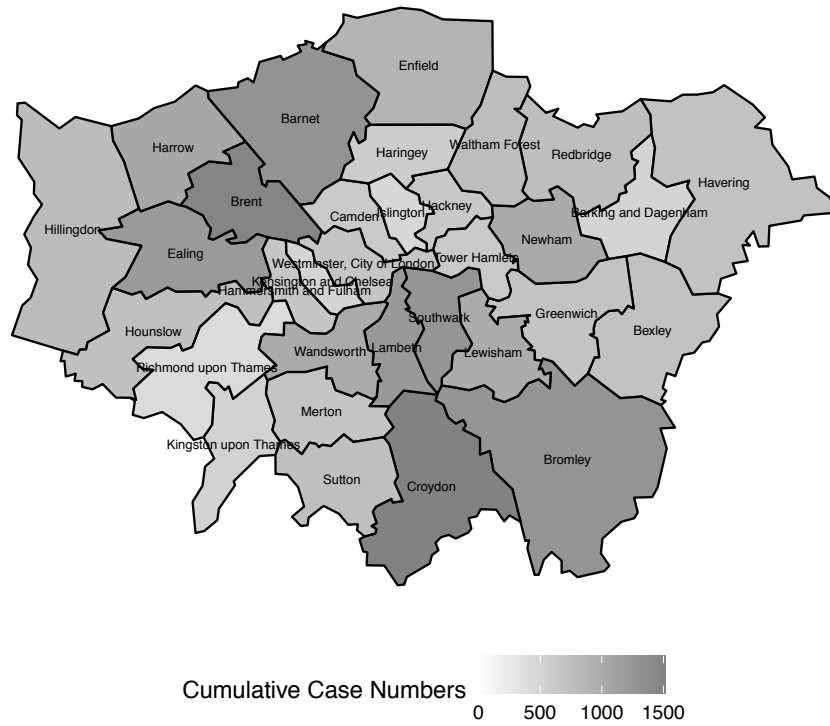 Enfield
Barnet
Waltham Forest
Harrow
Haringey
Redbridge
Havering
Brent
Hackney
Islington
Camden
Barking and Dagenham
Hillingdon
Newham
Ealing
Tower Hamlets
Westminster, City of London
Kensington and Chelsea
Hammersmith and Fulham
Greenwich
Southwark
Hounslow
Bexley
Lambeth
Wandsworth
Lewisham
Richmond upon Thames
Merton
Kingston upon Thames
Bromley
Sutton
Croydon
Cumulative Case Numbers
0 500 1000 1500